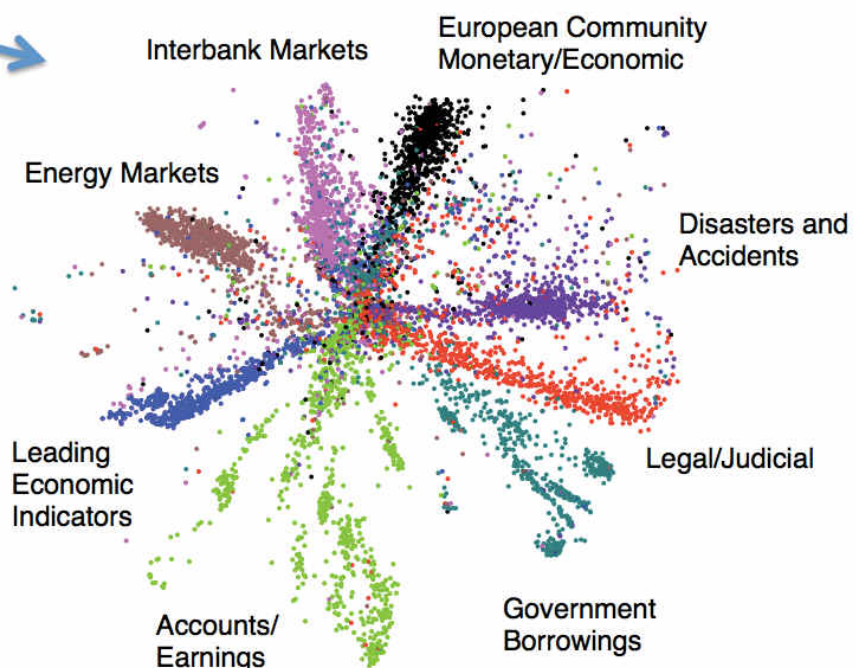 European Community
Monetary/Economic
Interbank Markets
Energy Markets
Disasters and
Accidents
Leading
Economic
Indicators
Legal/Judicial
Government
Borrowings
Accounts/
Earnings